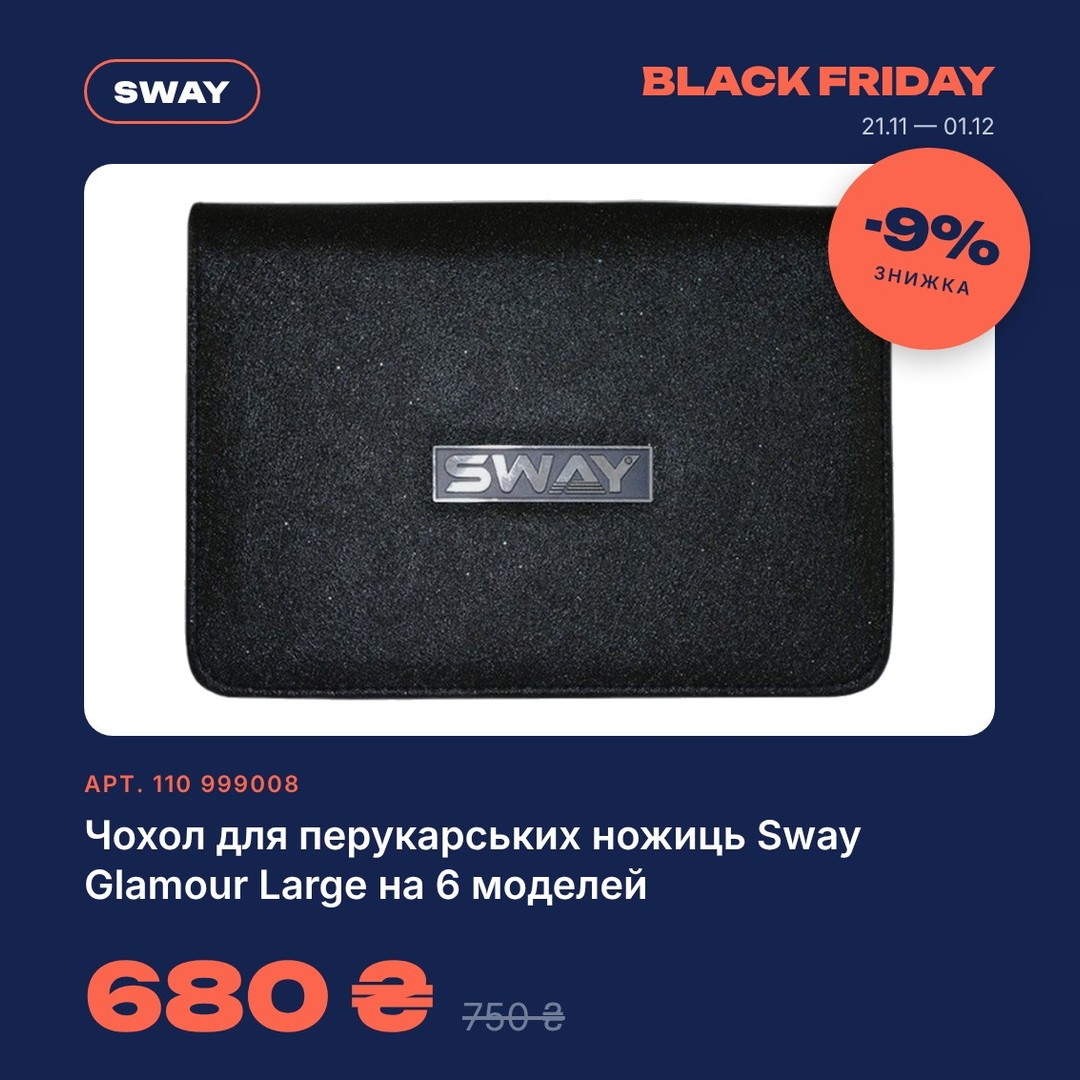 SWAY
BLACK FRIDAY
21.11 — 01.12
-9%
ЗНИЖКА
SWAY
АРТ. 110 999008
Чохол для перукарських ножиць Sway
Glamour Large на 6 моделей
680 ₴
750 ₴